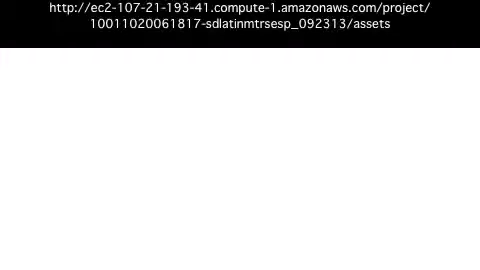 http://ec2-107-21-193-41.compute-1.amazonaws.com/project/
10011020061817-sdlatinmtrsesp_092313/assets